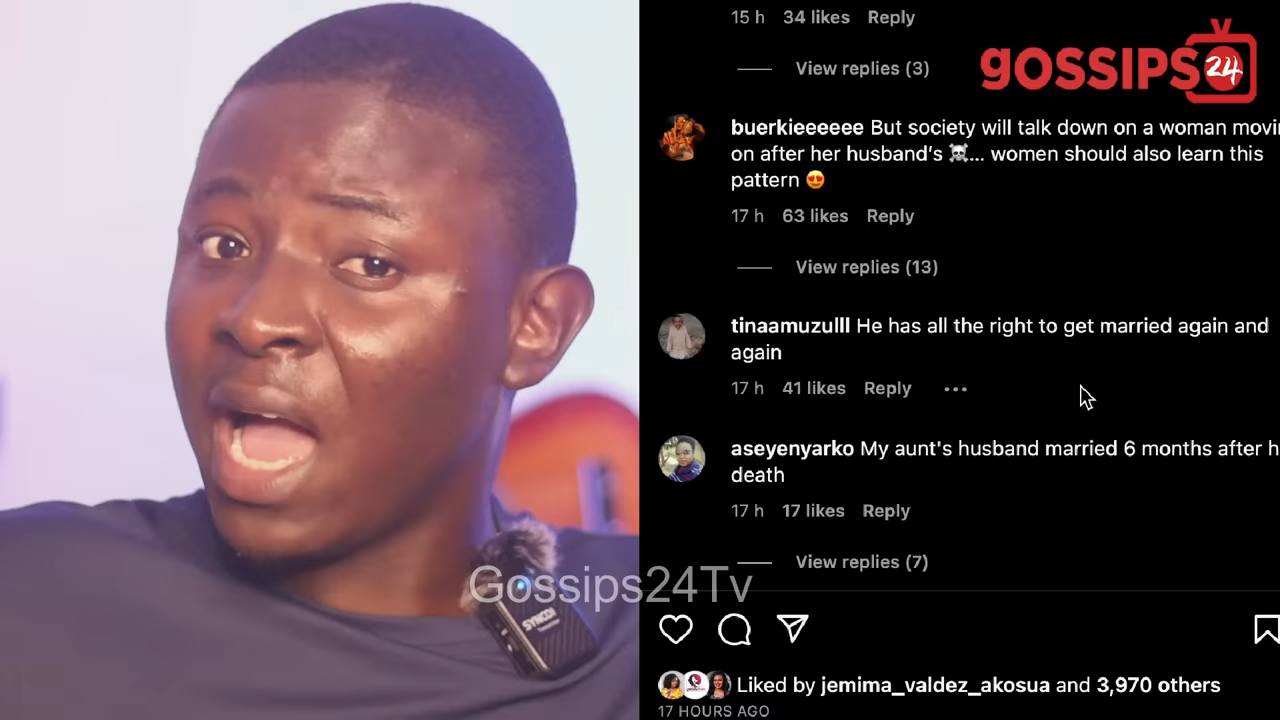 15 h 34 likes Reply
View replies (3)
gOSSIPS 24
buerkieeeeee But society will talk down on a woman movi
on after her husband's ☠️... women should also learn this
pattern 😍
17 h 63 likes Reply
View replies (13)
tinaamuzulll He has all the right to get married again and
again
17 h 41 likes Reply ...
aseyenyarko My aunt's husband married 6 months after h
death
17 h 17 likes Reply
View replies (7)
Gossips24Tv
SYNCO
Liked by jemima_valdez_akosua and 3,970 others
17 HOURS AGO